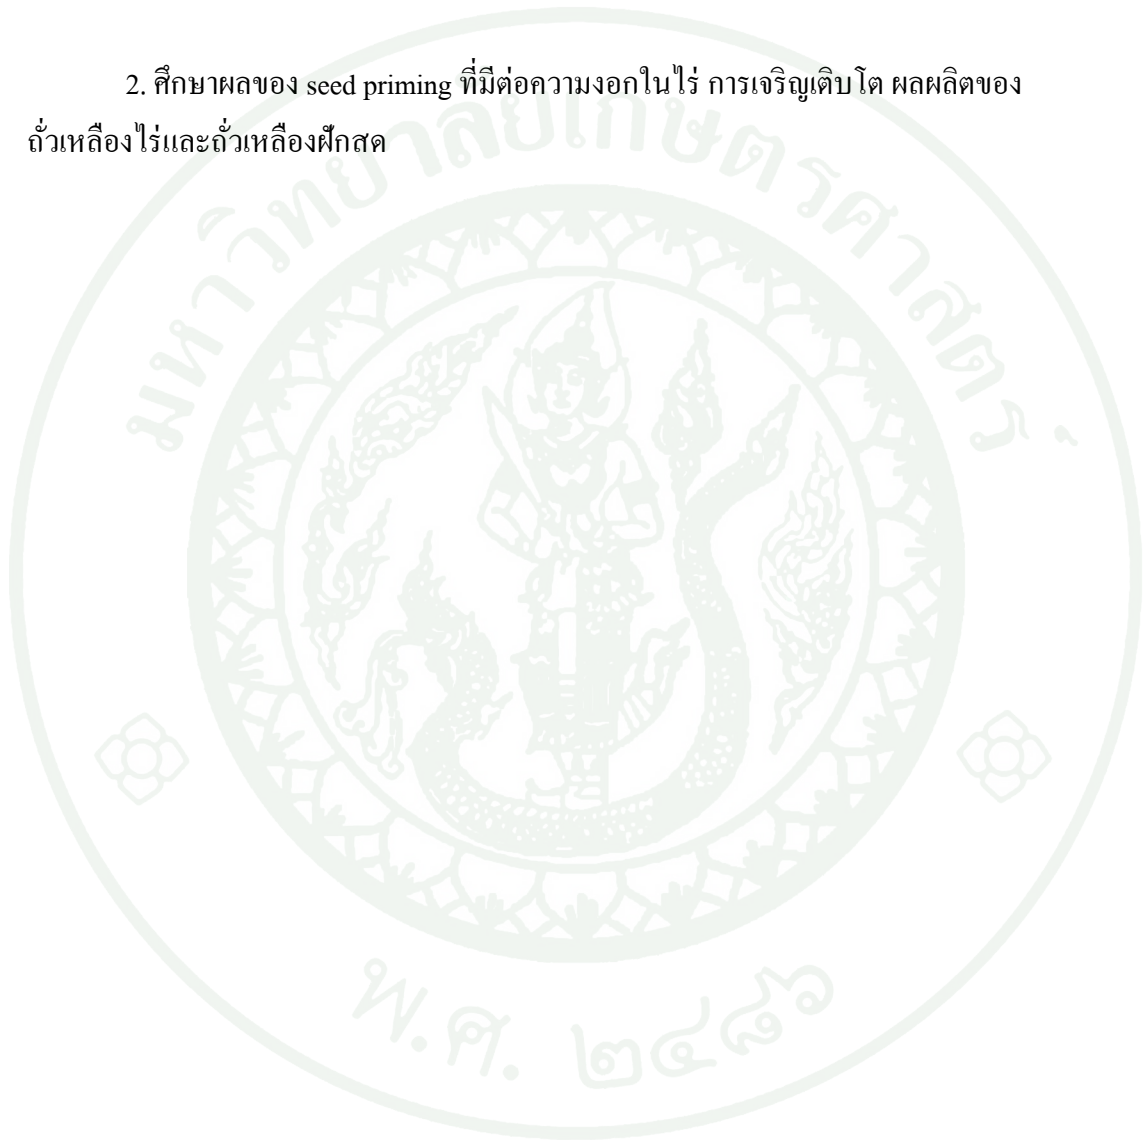 2. ศึกษาผลของ seed priming ที่มีต่อความงอกในไร่ การเจริญเติบโต ผลผลิตของ
ถั่วเหลืองไร่และถั่วเหลืองฝักสด
มหาวิทยาลัยเกษตรศาสตร์
พ.ศ. ๒๔๘๖